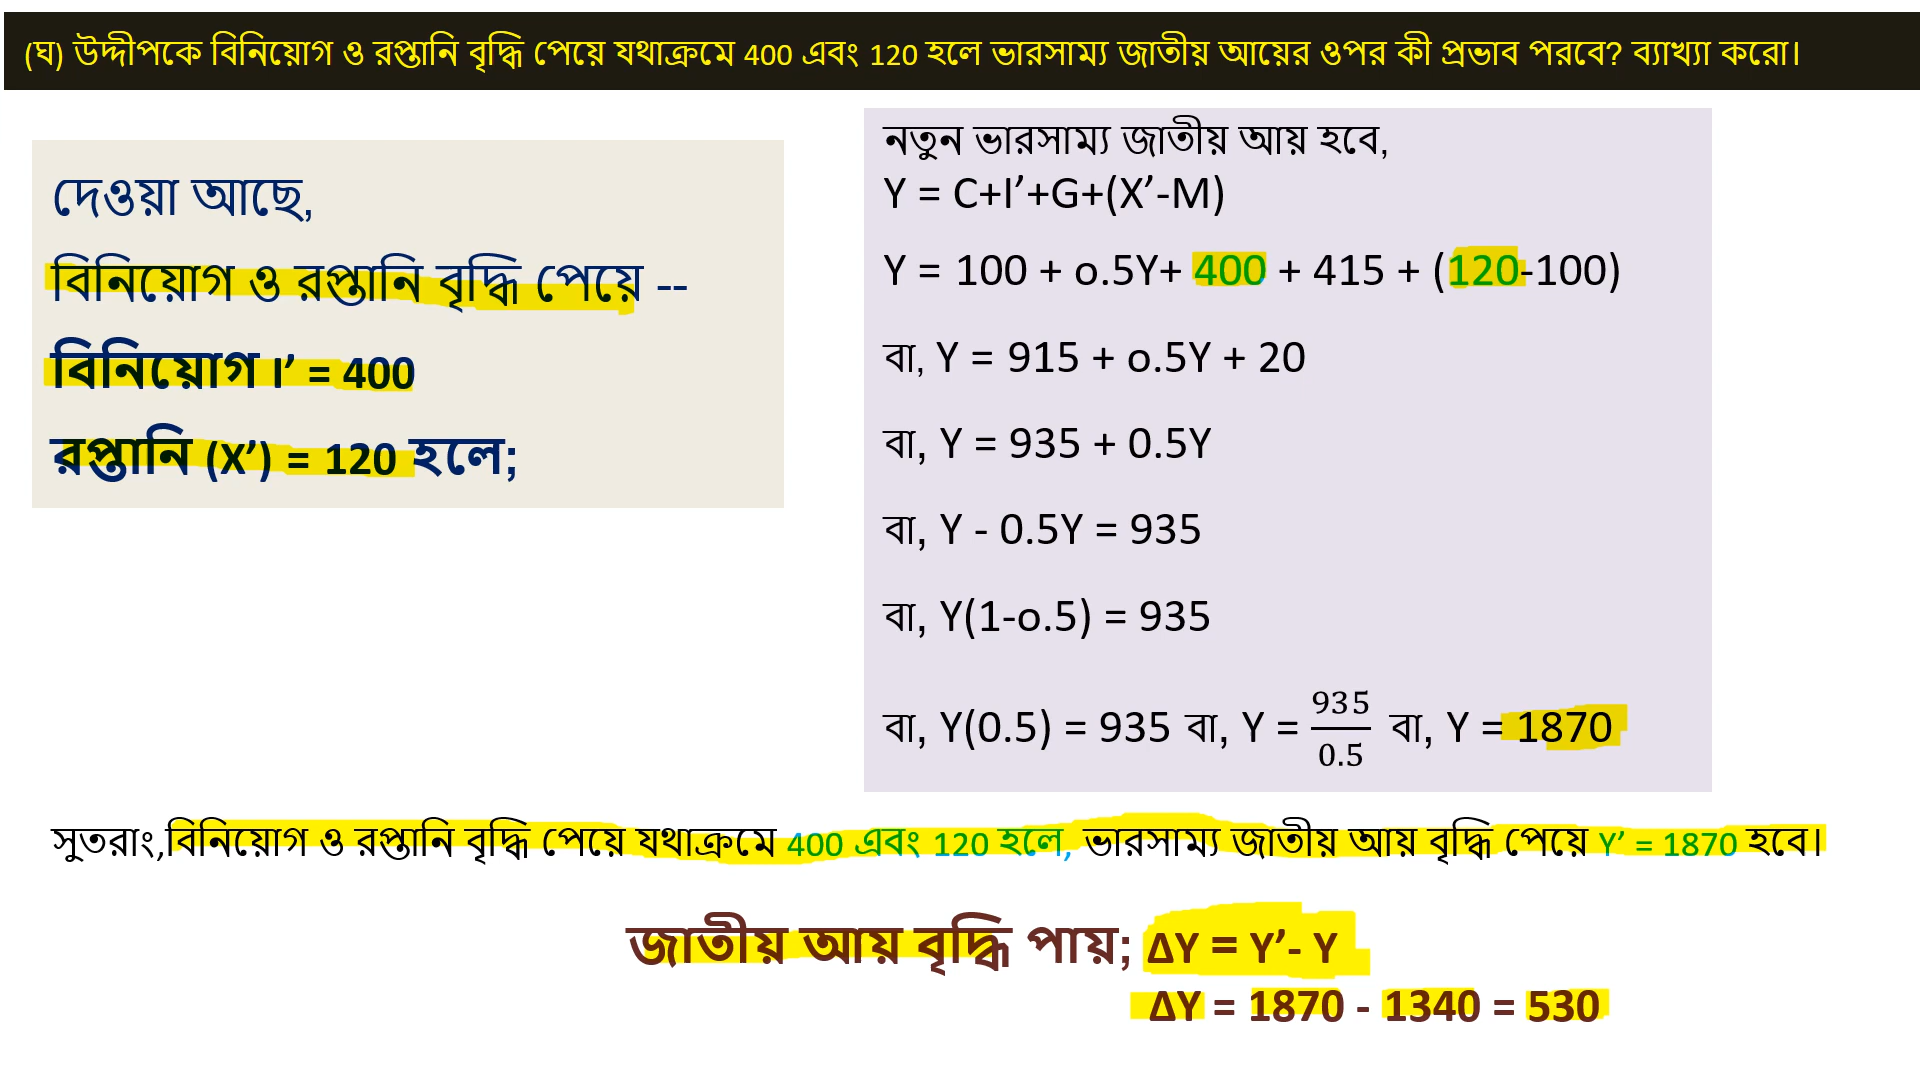 (ঘ) উদ্দীপকে বিনিয়োগ ও রপ্তানি বৃদ্ধি পেয়ে যথাক্রমে 400 এবং 120 হলে ভারসাম্য জাতীয় আয়ের ওপর কী প্রভাব পরবে? ব্যাখ্যা করো।
দেওয়া আছে,
বিনিয়োগ ও রপ্তানি বৃদ্ধি পেয়ে --
বিনিয়োগ।’ = 400
রপ্তানি (X’) = 120 হলে;
নতুন ভারসাম্য জাতীয় আয় হবে,
Y = C+I’+G+(X’-M)
Y = 100 + o.5Y+ 400 + 415 + (120-100)
বা, Y = 915 + o.5Y + 20
বা, Y = 935 + 0.5Y
বা, Y - 0.5Y = 935
বা, Y(1-o.5) = 935
বা, Y(0.5) = 935 বা, Y = 935/0.5 বা, Y = 1870
সুতরাং,বিনিয়োগ ও রপ্তানি বৃদ্ধি পেয়ে যথাক্রমে 400 এবং 120 হলে, ভারসাম্য জাতীয় আয় বৃদ্ধি পেয়ে Y’ = 1870 হবে।
জাতীয় আয় বৃদ্ধি পায়; ΔY = Y’- Y
ΔY = 1870 - 1340 = 530